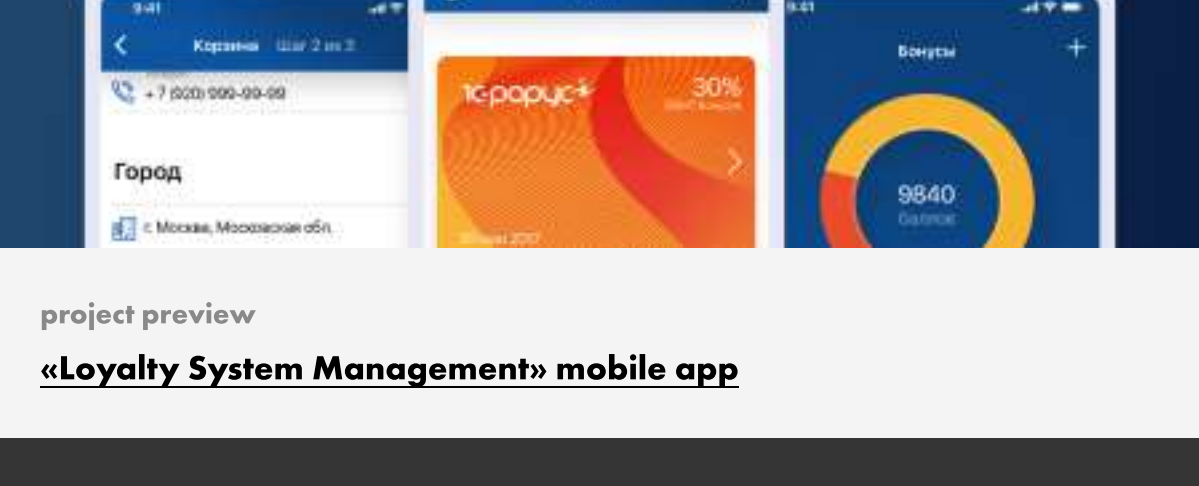 9:41
Корзина Шаг 2 из 3
+ 7 (920) 999-99-99
Город
г. Москва, Московская обл.
1С·рарус
30%
9:41
Бонусы
9840
баллов
project preview
«Loyalty System Management» mobile app